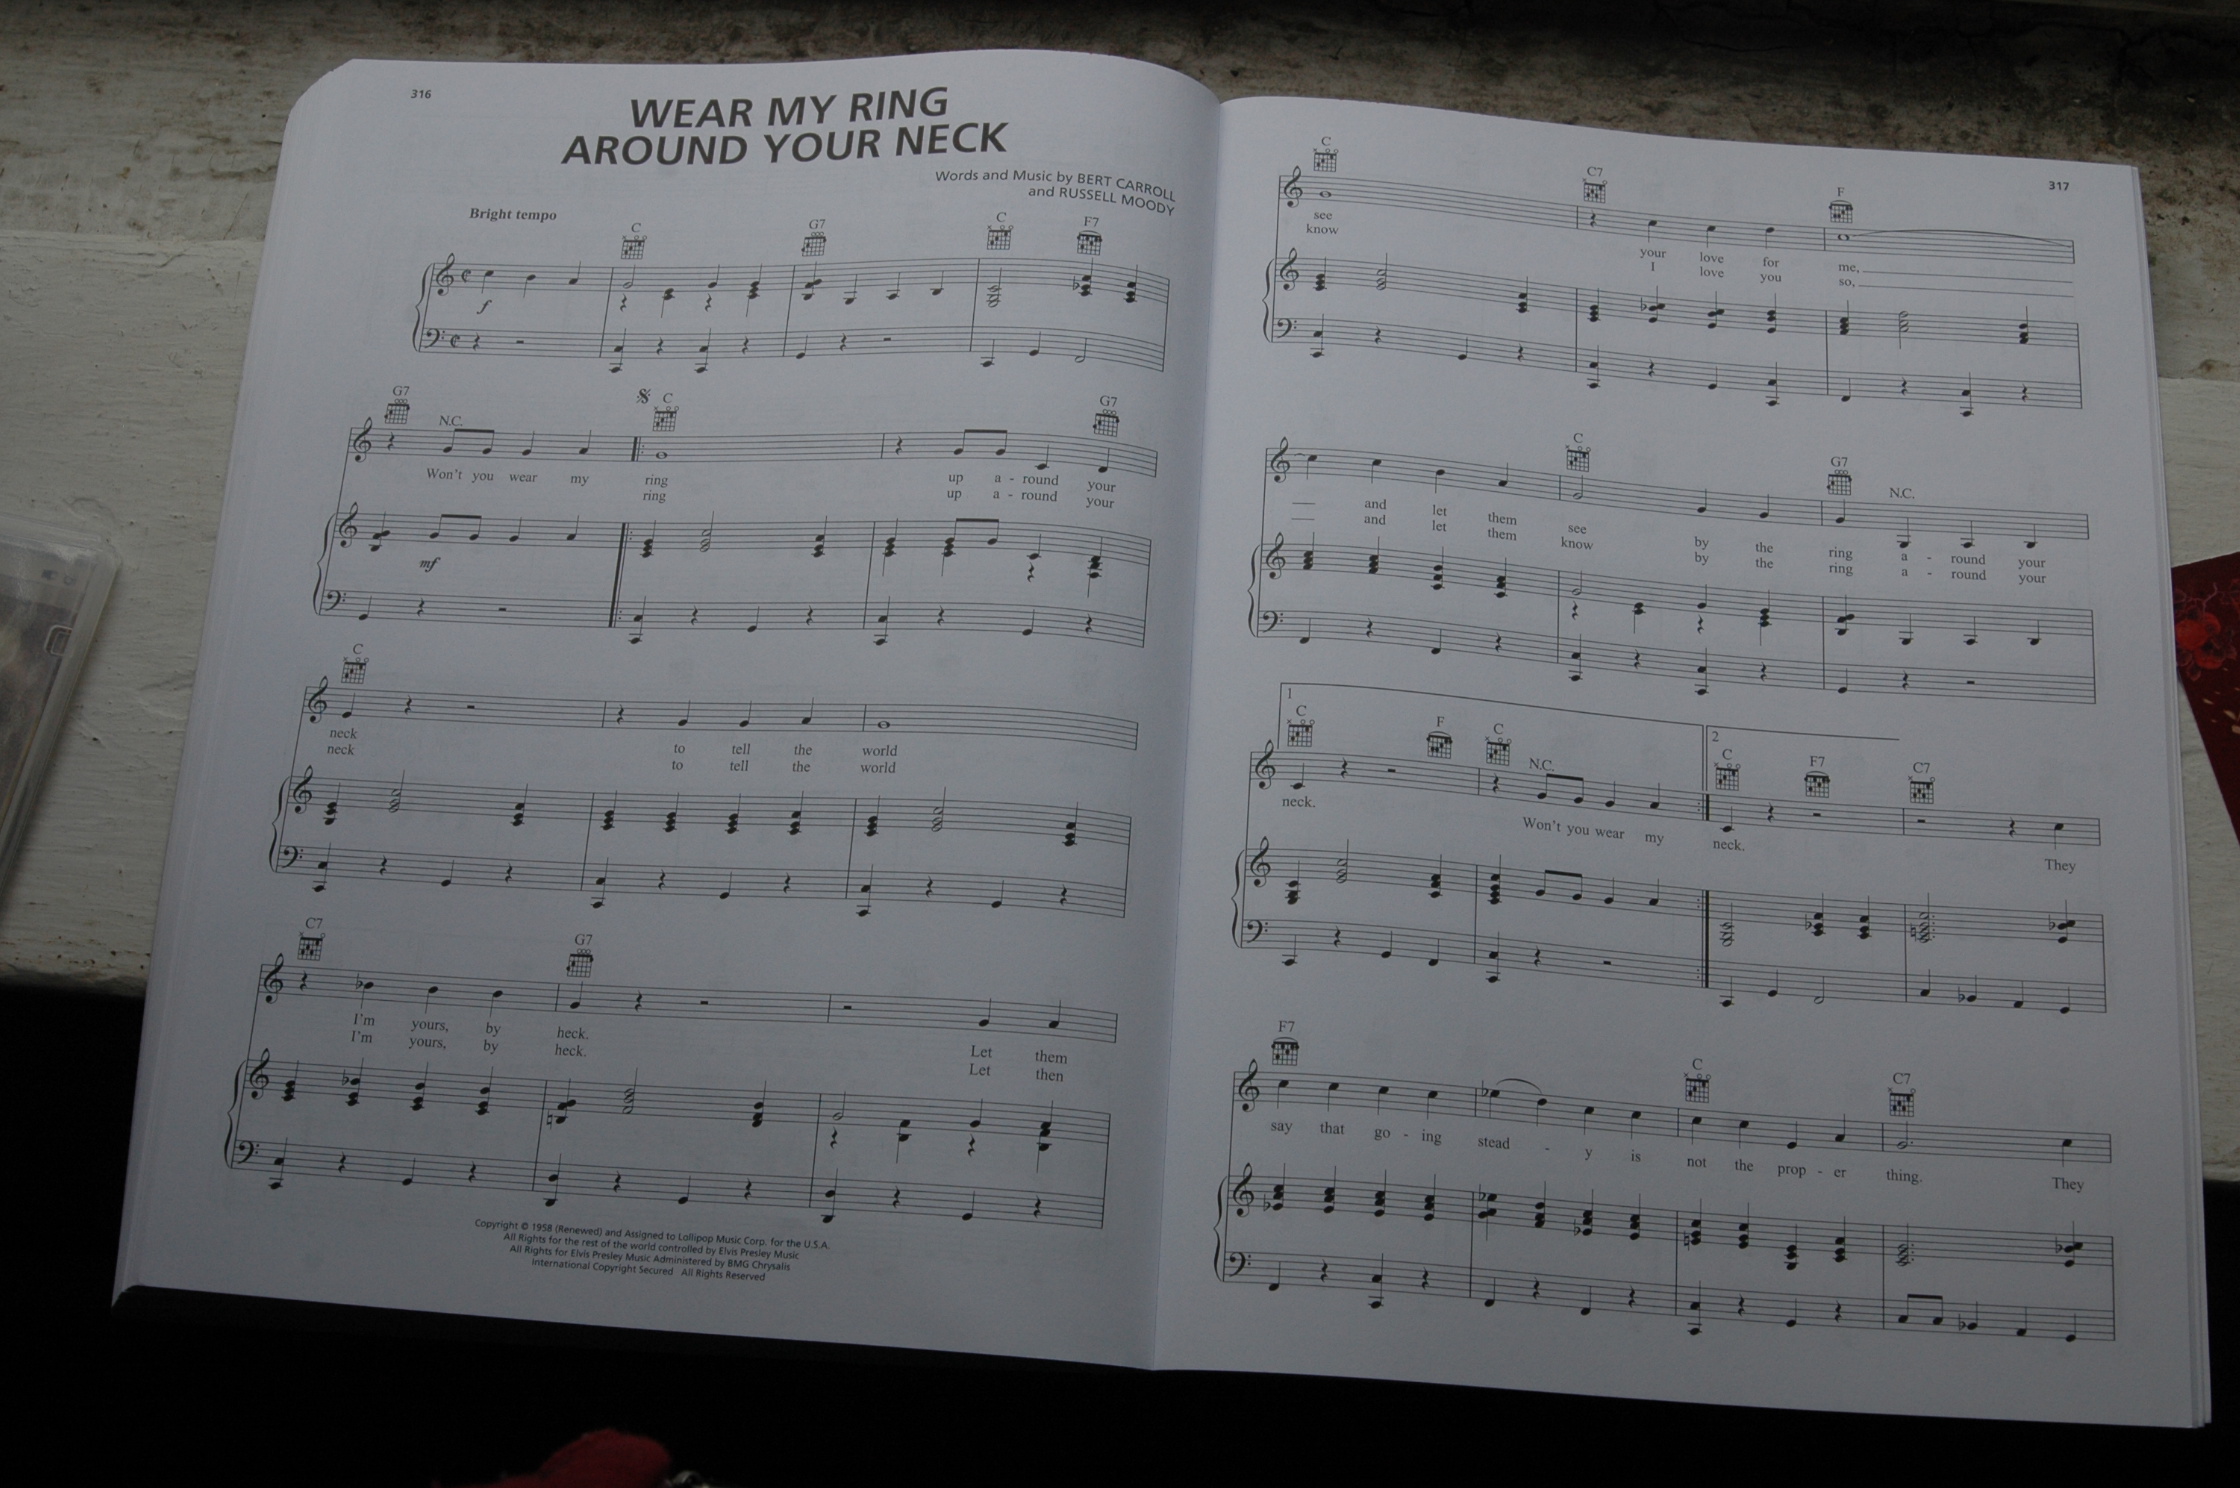 316
WEAR MY RING
AROUND YOUR NECK
Words and Music by BERT CARROLL
and RUSSELL MOODY
Bright tempo
C G7 C F7
f
G7 N.C. C G7
Won't you wear my ring up a - round your
ring up a - round your
mf
C
neck to tell the world
neck to tell the world
C7 G7
I'm yours, by heck. Let them
I'm yours, by heck. Let then
Copyright © 1958 (Renewed) and Assigned to Lollipop Music Corp. for the U.S.A.
All Rights for the rest of the world controlled by Elvis Presley Music
All Rights for Elvis Presley Music Administered by BMG Chrysalis
International Copyright Secured All Rights Reserved
317
C C7 F
see your love for me,
know I love you so,
C G7 N.C.
and let them see by the ring a - round your
and let them know by the ring a - round your
1 2
C F C N.C. C F7 C7
neck. Won't you wear my neck. They
F7 C C7
say that go - ing stead - y is not the prop - er thing. They